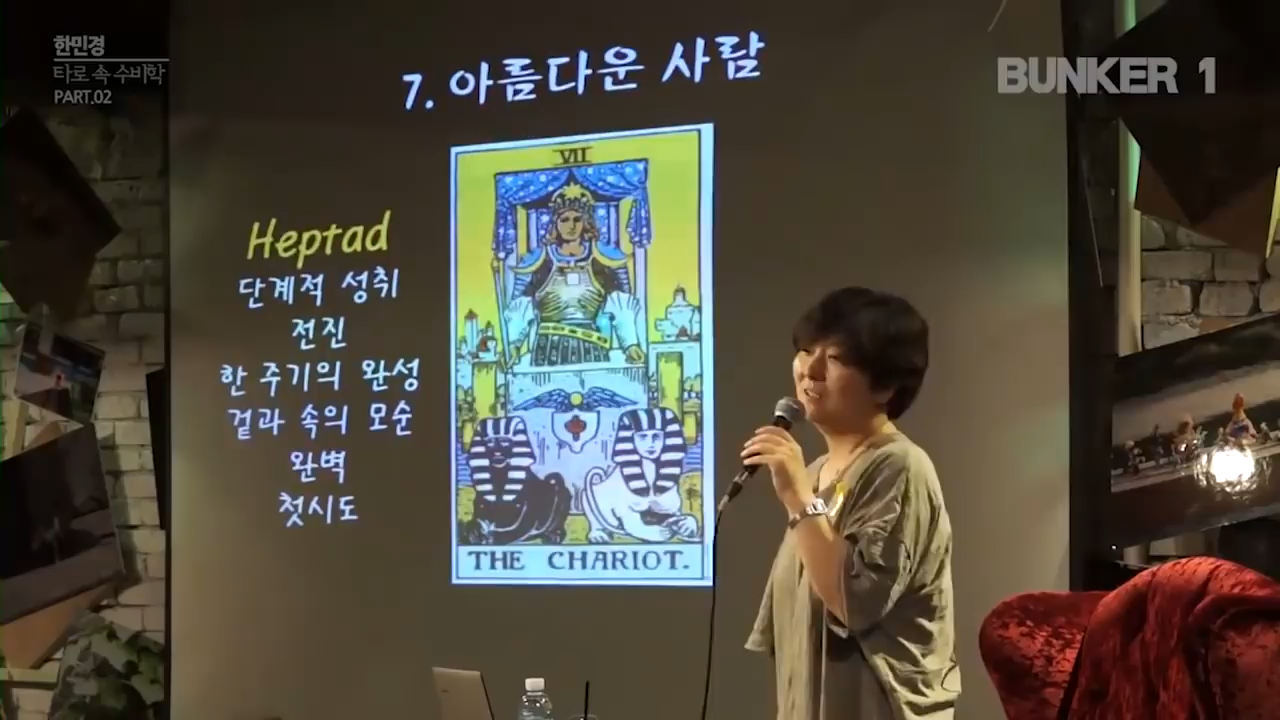 한민경
타로 속 수비학
PART.02
BUNKER 1
7. 아름다운 사람
VII
Heptad
단계적 성취
전진
한 주기의 완성
겉과 속의 모순
완벽
첫시도
THE CHARIOT.